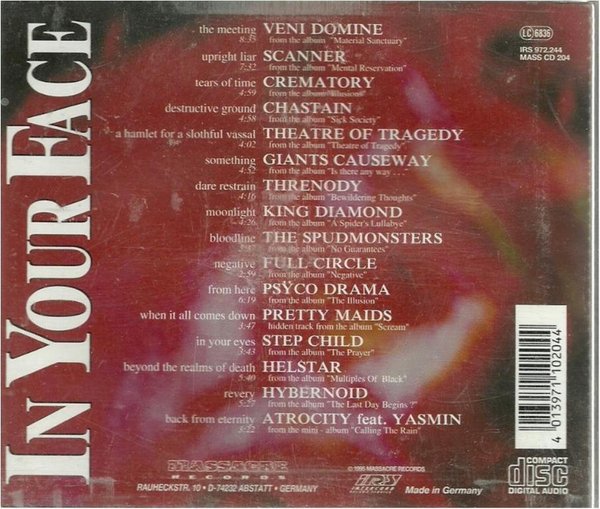 IN YOUR FACE
LC 6836
IRS 972.244
MASS CD 204
the meeting VENI DOMINE
8:35 from the album "Material Sanctuary"
upright liar SCANNER
7:32 from the album "Mental Reservation"
tears of time CREMATORY
4:59 from the album "Illusions"
destructive ground CHASTAIN
4:58 from the album "Sick Society"
a hamlet for a slothful vassal THEATRE OF TRAGEDY
4:02 from the album "Theatre of Tragedy"
something GIANTS CAUSEWAY
4:52 from the album "Is there any way . . ."
dare restrain THRENODY
4:16 from the album "Bewildering Thoughts"
moonlight KING DIAMOND
4:26 from the album "A Spider's Lullabye"
bloodline THE SPUDMONSTERS
from the album "No Guarantees"
negative FULL CIRCLE
2:59 from the album "Negative"
from here PSYCO DRAMA
6:19 from the album "The Illusion"
when it all comes down PRETTY MAIDS
3:47 hidden track from the album "Scream"
in your eyes STEP CHILD
3:43 from the album "The Prayer"
beyond the realms of death HELSTAR
5:40 from the album "Multiples Of Black"
revery HYBERNOID
5:27 from the album "The Last Day Begins ?"
back from eternity ATROCITY feat. YASMIN
3:22 from the mini - album "Calling The Rain"
4 013971 102044
MASSACRE
RECORDS
RAUHECKSTR. 10 • D-74232 ABSTATT • GERMANY
© 1995 MASSACRE RECORDS
IRS
INTERCORD
Made in Germany
COMPACT
disc
DIGITAL AUDIO